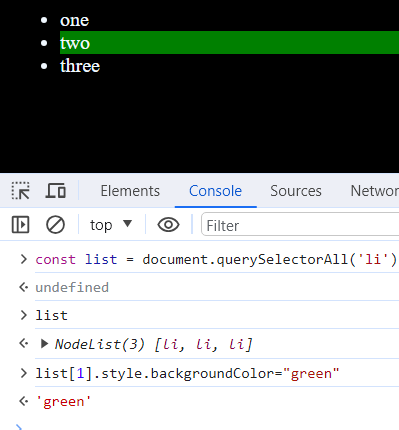 one
two
three
Elements Console Sources Networ
top Filter
const list = document.querySelectorAll('li')
undefined
list
NodeList(3) [li, li, li]
list[1].style.backgroundColor="green"
'green'